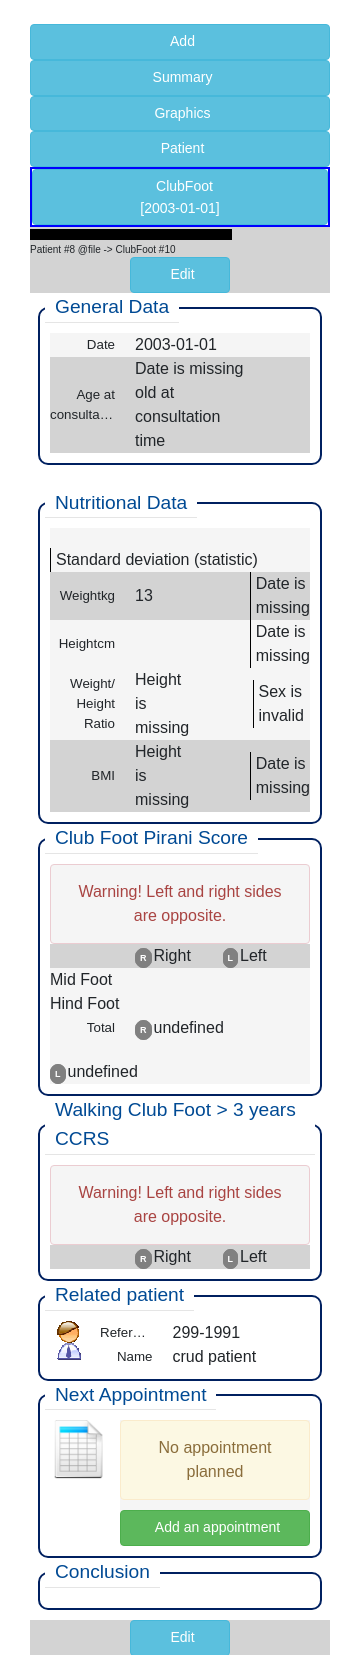 Add
Summary
Graphics
Patient
ClubFoot
[2003-01-01]
Patient #8 @file -> ClubFoot #10
Edit
General Data
Date 2003-01-01
Age at consulta… Date is missing
old at
consultation
time
Nutritional Data
Standard deviation (statistic)
Weightkg 13 Date is
missing
Heightcm Date is
missing
Weight/ Height
Height is Sex is
Ratio missing invalid
BMI Height is missing Date is missing
Club Foot Pirani Score
Warning! Left and right sides
are opposite.
R Right L Left
Mid Foot
Hind Foot
Total R undefined
L undefined
Walking Club Foot > 3 years
CCRS
Warning! Left and right sides
are opposite.
R Right L Left
Related patient
Refer… 299-1991
Name crud patient
Next Appointment
No appointment
planned
Add an appointment
Conclusion
Edit